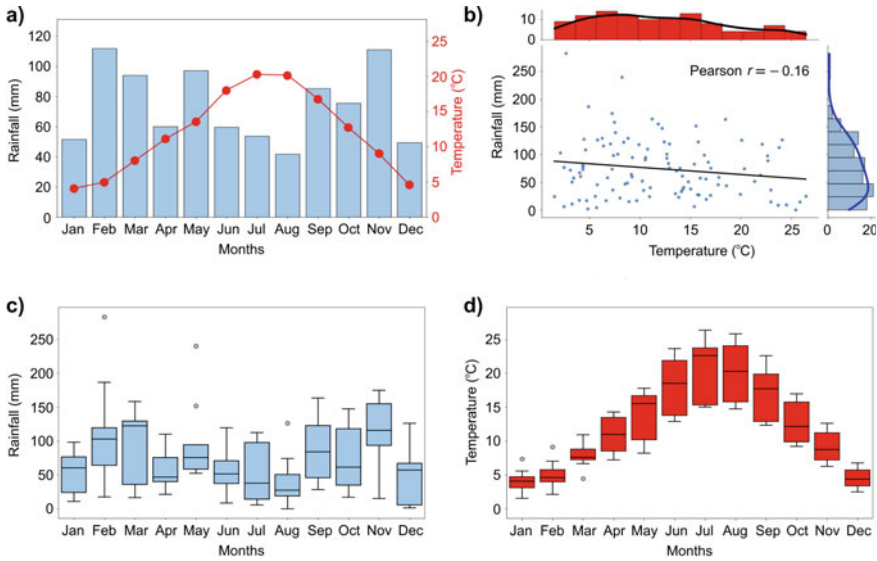 a)
120
100
80
60
40
20
0
Rainfall (mm)
25
20
15
10
5
0
Temperature (°C)
Jan Feb Mar Apr May Jun Jul Aug Sep Oct Nov Dec
Months
b)
10
0
Pearson r = − 0.16
250
200
150
100
50
0
Rainfall (mm)
5 10 15 20 25
Temperature (°C)
0 20
c)
250
200
150
100
50
0
Rainfall (mm)
Jan Feb Mar Apr May Jun Jul Aug Sep Oct Nov Dec
Months
d)
25
20
15
10
5
0
Temperature (°C)
Jan Feb Mar Apr May Jun Jul Aug Sep Oct Nov Dec
Months